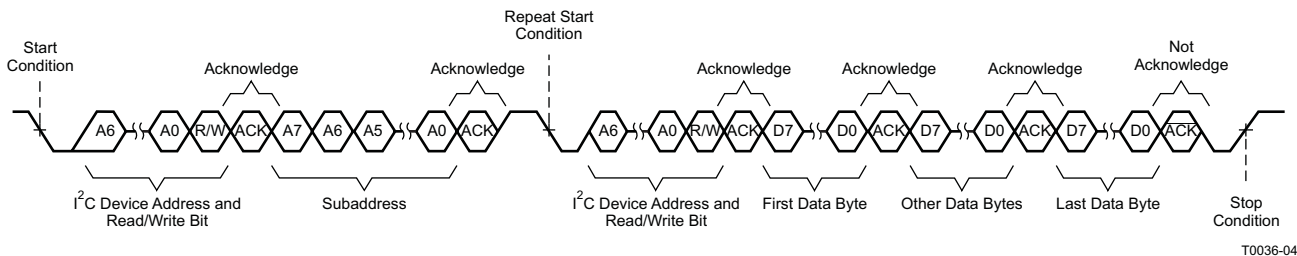 Start
Condition
Acknowledge
Acknowledge
Repeat Start
Condition
Acknowledge
Acknowledge
Acknowledge
Not
Acknowledge
A6 A0 R/W ACK A7 A6 A5 A0 ACK A6 A0 R/W ACK D7 D0 ACK D7 D0 ACK D7 D0 ACK
I²C Device Address and
Read/Write Bit
Subaddress
I²C Device Address and
Read/Write Bit
First Data Byte
Other Data Bytes
Last Data Byte
Stop
Condition
T0036-04